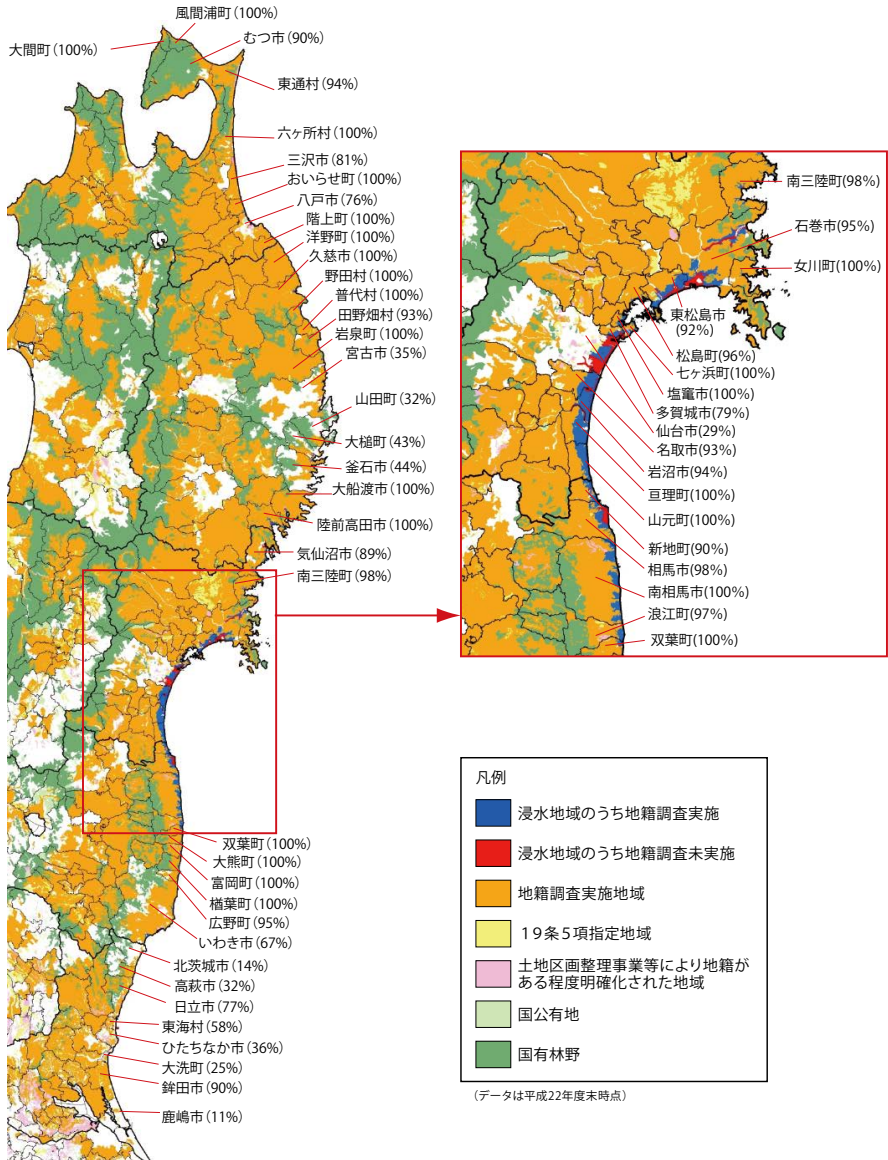 風間浦町(100%)
大間町(100%)
むつ市(90%)
東通村(94%)
六ヶ所村(100%)
三沢市(81%)
おいらせ町(100%)
八戸市(76%)
階上町(100%)
洋野町(100%)
久慈市(100%)
野田村(100%)
普代村(100%)
田野畑村(93%)
岩泉町(100%)
宮古市(35%)
山田町(32%)
大槌町(43%)
釜石市(44%)
大船渡市(100%)
陸前高田市(100%)
気仙沼市(89%)
南三陸町(98%)
双葉町(100%)
大熊町(100%)
富岡町(100%)
楢葉町(100%)
広野町(95%)
いわき市(67%)
北茨城市(14%)
高萩市(32%)
日立市(77%)
東海村(58%)
ひたちなか市(36%)
大洗町(25%)
鉾田市(90%)
鹿嶋市(11%)
南三陸町(98%)
石巻市(95%)
女川町(100%)
東松島市
(92%)
松島町(96%)
七ヶ浜町(100%)
塩竈市(100%)
多賀城市(79%)
仙台市(29%)
名取市(93%)
岩沼市(94%)
亘理町(100%)
山元町(100%)
新地町(90%)
相馬市(98%)
南相馬市(100%)
浪江町(97%)
双葉町(100%)
凡例
浸水地域のうち地籍調査実施
浸水地域のうち地籍調査未実施
地籍調査実施地域
19条5項指定地域
土地区画整理事業等により地籍が
ある程度明確化された地域
国公有地
国有林野
(データは平成22年度末時点)